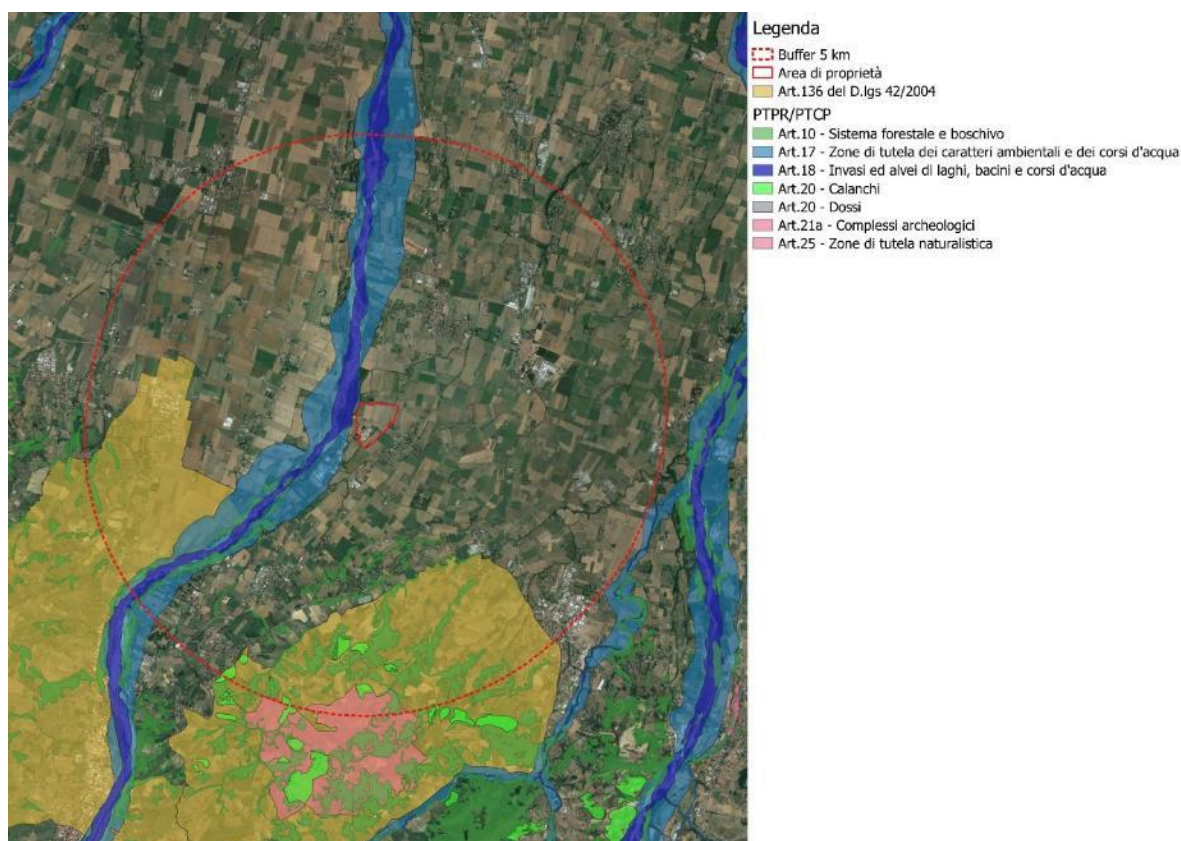 Legenda
Buffer 5 km
Area di proprietà
Art.136 del D.lgs 42/2004
PTPR/PTCP
Art.10 - Sistema forestale e boschivo
Art.17 - Zone di tutela dei caratteri ambientali e dei corsi d'acqua
Art.18 - Invasi ed alvei di laghi, bacini e corsi d'acqua
Art.20 - Calanchi
Art.20 - Dossi
Art.21a - Complessi archeologici
Art.25 - Zone di tutela naturalistica